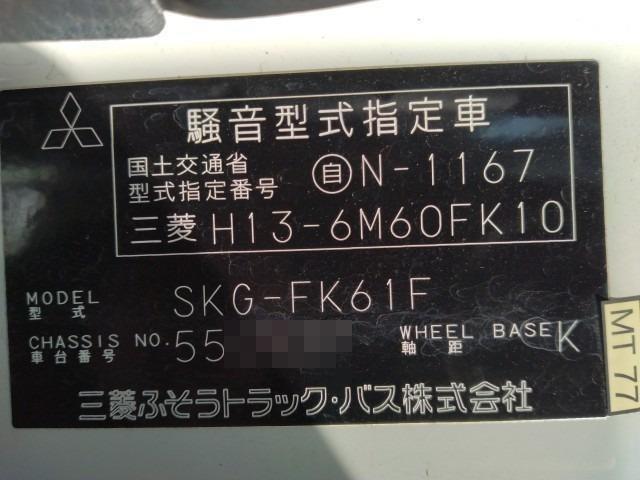 騒音型式指定車
国土交通省
型式指定番号 自N-1167
三菱 H13-6M60FK10
MODEL
型式 SKG-FK61F
CHASSIS NO.
車台番号 55
WHEEL BASE
軸距 K
三菱ふそうトラック・バス株式会社
MT 77